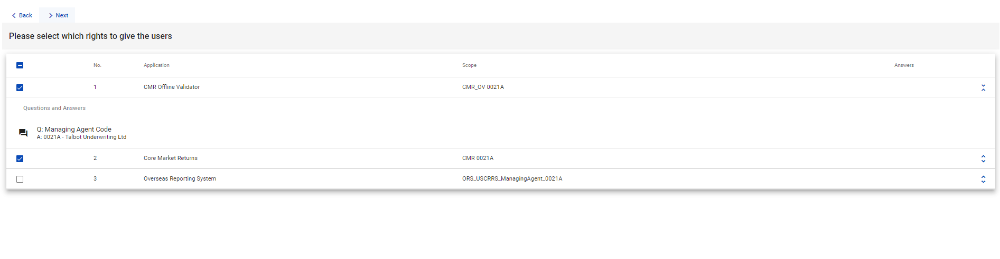 Back Next
Please select which rights to give the users
No. Application Scope Answers
1 CMR Offline Validator CMR_OV 0021A
Questions and Answers
Q: Managing Agent Code
A: 0021A - Talbot Underwriting Ltd
2 Core Market Returns CMR 0021A
3 Overseas Reporting System ORS_USCRRS_ManagingAgent_0021A